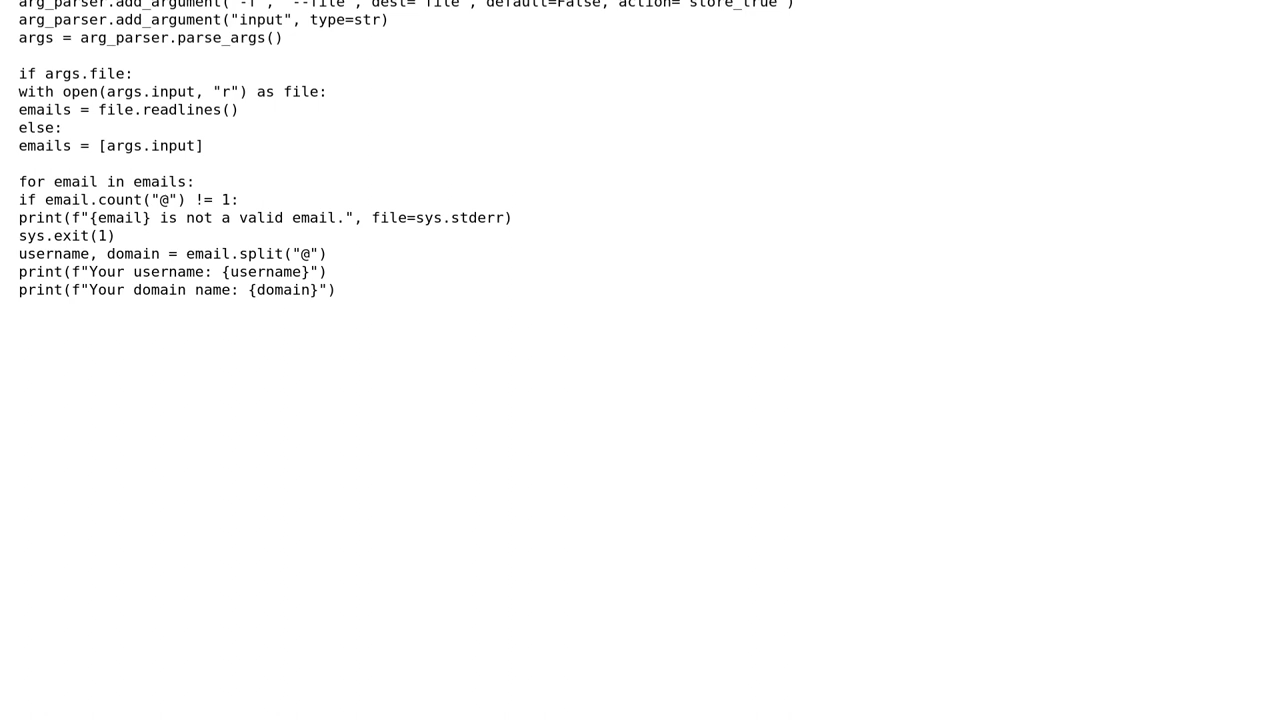 arg_parser.add_argument("-f", "--file", dest="file", default=False, action="store_true")
arg_parser.add_argument("input", type=str)
args = arg_parser.parse_args()
if args.file:
with open(args.input, "r") as file:
emails = file.readlines()
else:
emails = [args.input]
for email in emails:
if email.count("@") != 1:
print(f"{email} is not a valid email.", file=sys.stderr)
sys.exit(1)
username, domain = email.split("@")
print(f"Your username: {username}")
print(f"Your domain name: {domain}")